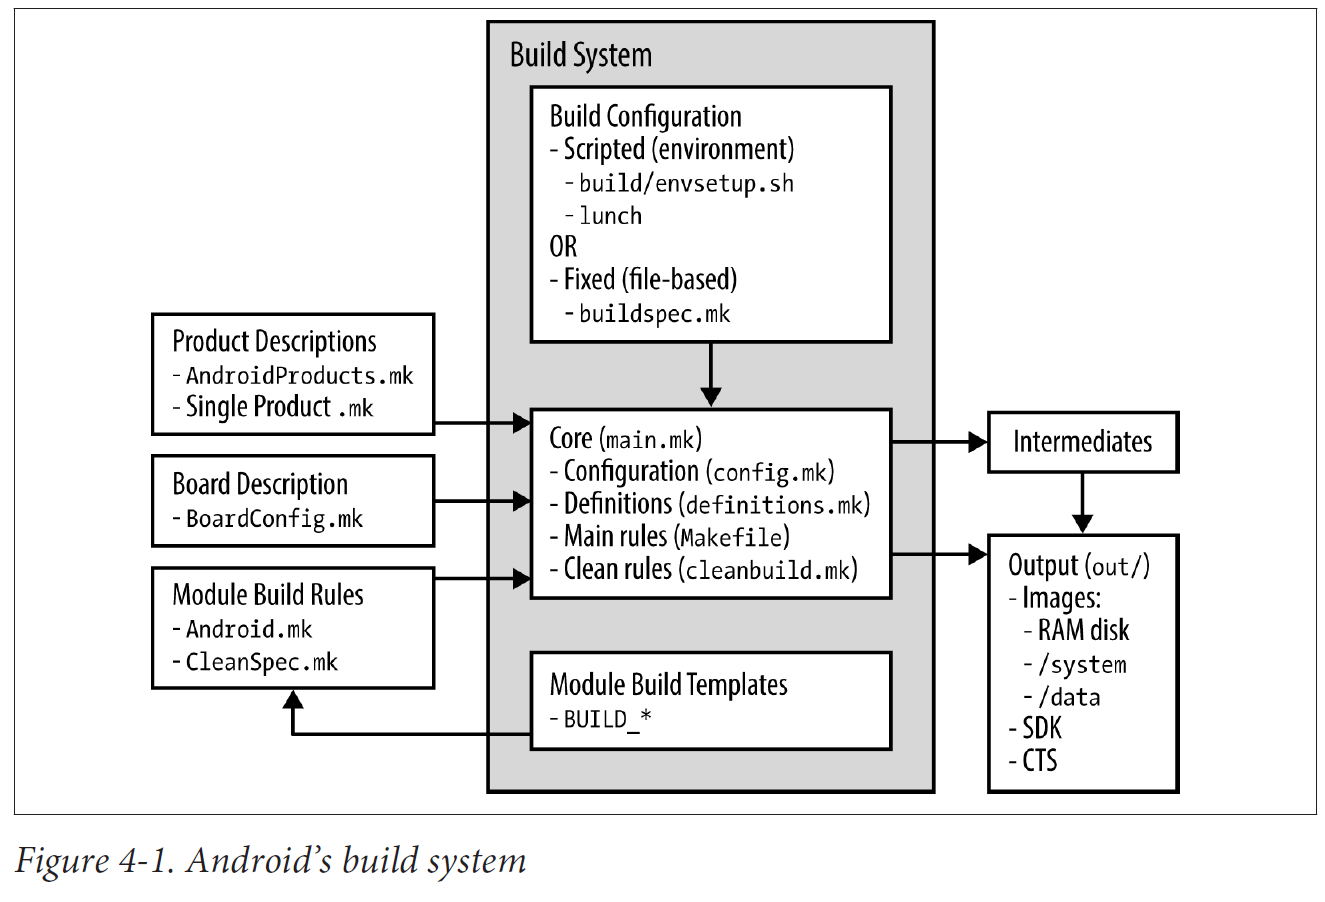 Build System
Build Configuration
- Scripted (environment)
- build/envsetup.sh
- lunch
OR
- Fixed (file-based)
- buildspec.mk
Product Descriptions
- AndroidProducts.mk
- Single Product .mk
Board Description
- BoardConfig.mk
Module Build Rules
- Android.mk
- CleanSpec.mk
Core (main.mk)
- Configuration (config.mk)
- Definitions (definitions.mk)
- Main rules (Makefile)
- Clean rules (cleanbuild.mk)
Module Build Templates
- BUILD_*
Intermediates
Output (out/)
- Images:
- RAM disk
- /system
- /data
- SDK
- CTS
Figure 4-1. Android’s build system